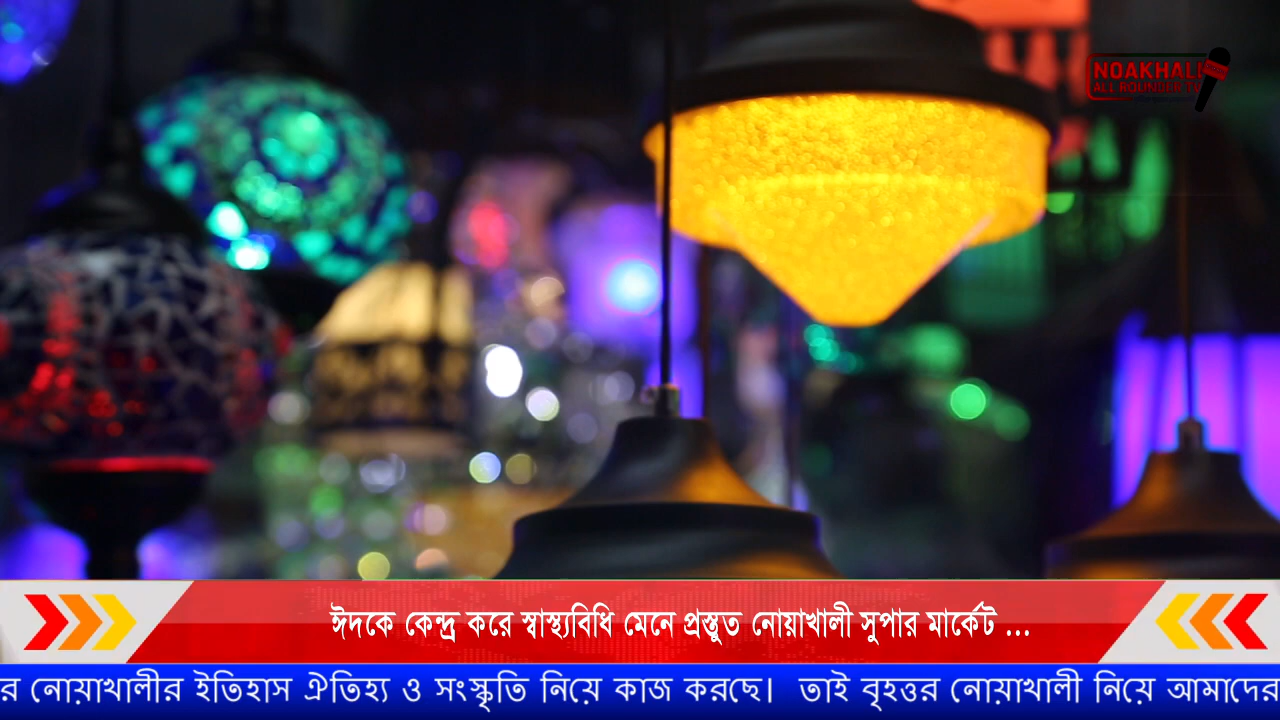 NOAKHALI
ALL ROUNDER TV
ঈদকে কেন্দ্র করে স্বাস্থ্যবিধি মেনে প্রস্তুত নোয়াখালী সুপার মার্কেট ...
র নোয়াখালীর ইতিহাস ঐতিহ্য ও সংস্কৃতি নিয়ে কাজ করছে। তাই বৃহত্তর নোয়াখালী নিয়ে আমাদের